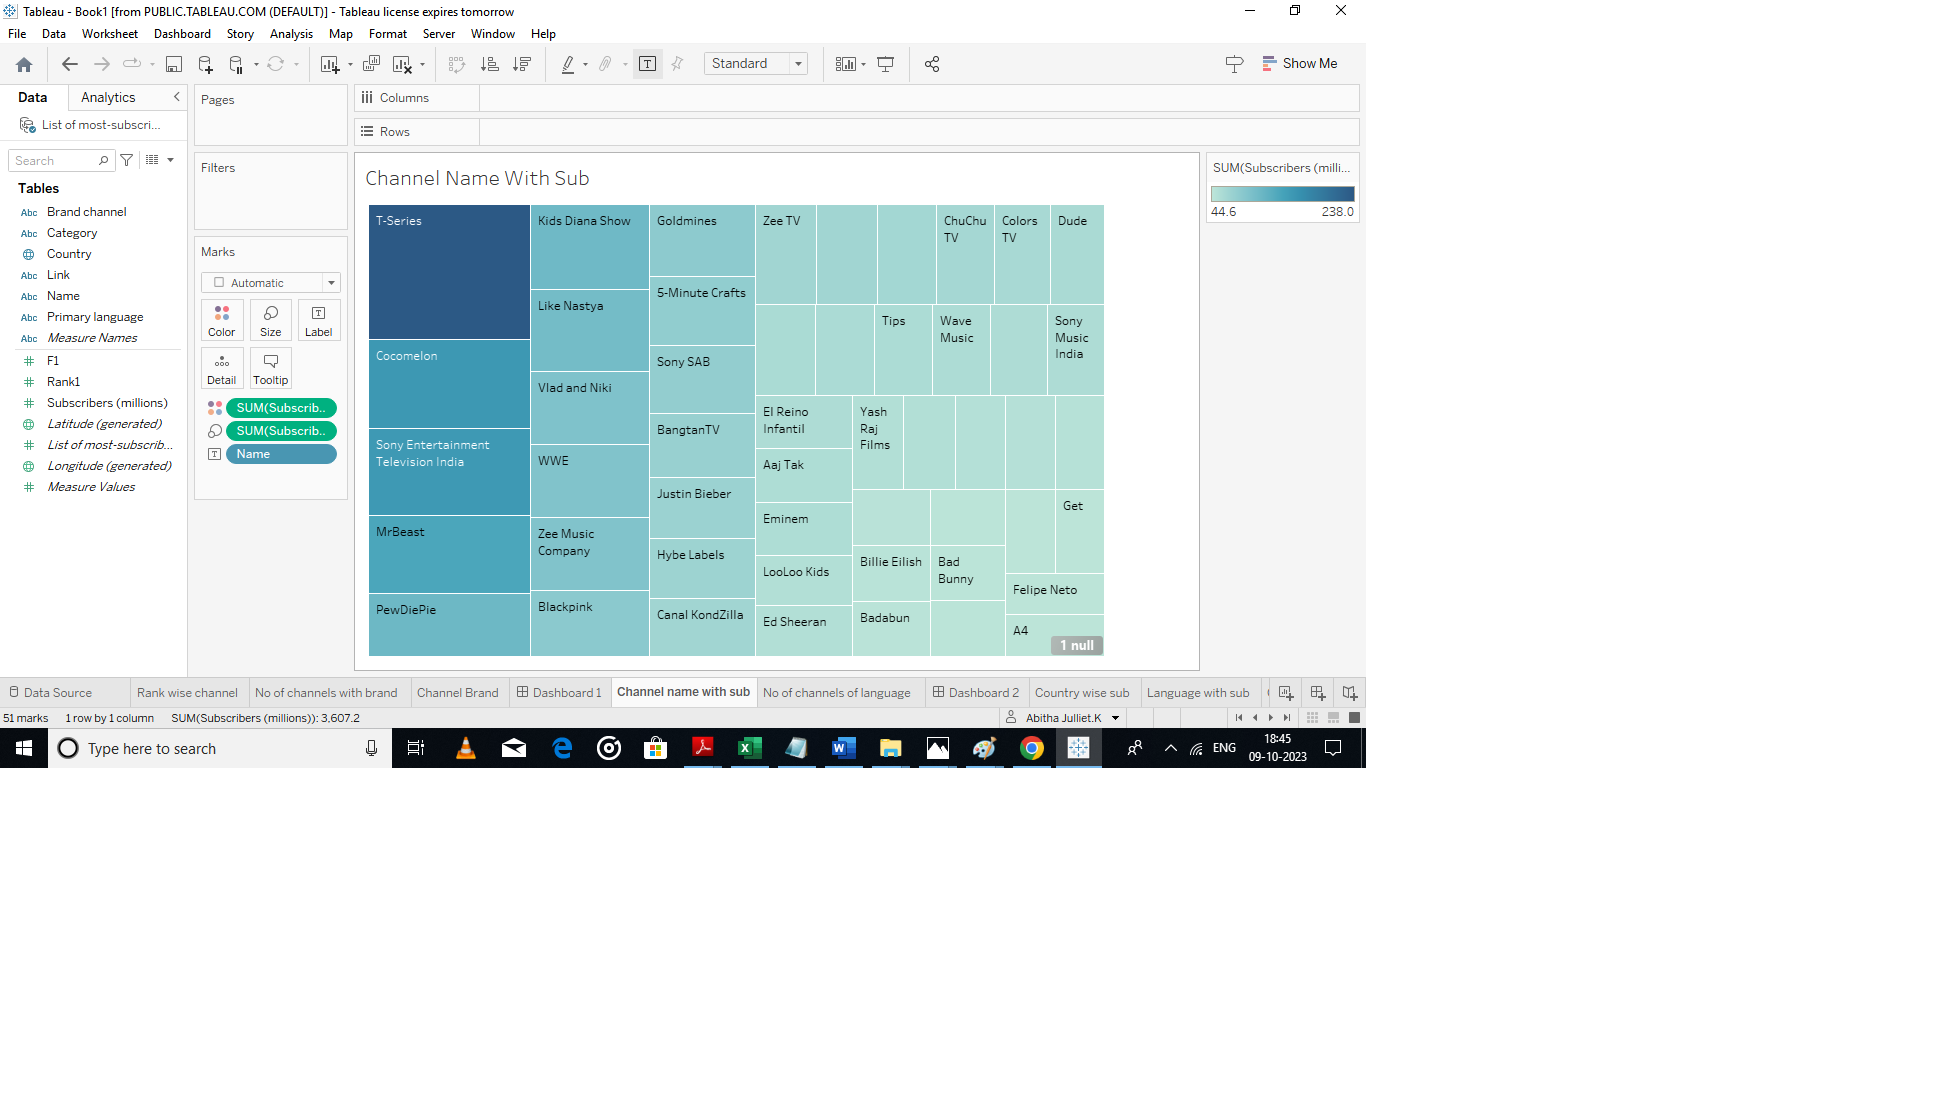 Tableau - Book1 [from PUBLIC.TABLEAU.COM (DEFAULT)] - Tableau license expires tomorrow
File Data Worksheet Dashboard Story Analysis Map Format Server Window Help
Standard
Show Me
Data Analytics
List of most-subscri...
Search
Tables
Abc Brand channel
Abc Category
Country
Abc Link
Abc Name
Abc Primary language
Abc Measure Names
F1
Rank1
Subscribers (millions)
Latitude (generated)
List of most-subscrib...
Longitude (generated)
Measure Values
Pages
Filters
Marks
Automatic
Color Size Label
Detail Tooltip
SUM(Subscrib..
SUM(Subscrib..
Name
Columns
Rows
Channel Name With Sub
T-Series
Cocomelon
Sony Entertainment
Television India
MrBeast
PewDiePie
Kids Diana Show
Like Nastya
Vlad and Niki
WWE
Zee Music
Company
Blackpink
Goldmines
5-Minute Crafts
Sony SAB
BangtanTV
Justin Bieber
Hybe Labels
Canal KondZilla
Zee TV
ChuChu
TV
Colors
TV
Dude
Tips
Wave
Music
Sony
Music
India
El Reino
Infantil
Aaj Tak
Eminem
LooLoo Kids
Ed Sheeran
Yash
Raj
Films
Billie Eilish
Badabun
Bad
Bunny
Get
Felipe Neto
A4
1 null
SUM(Subscribers (milli...
44.6 238.0
Data Source Rank wise channel No of channels with brand Channel Brand Dashboard 1 Channel name with sub No of channels of language Dashboard 2 Country wise sub Language with sub
51 marks 1 row by 1 column SUM(Subscribers (millions)): 3,607.2
Abitha Julliet.K
Type here to search
ENG
18:45
09-10-2023